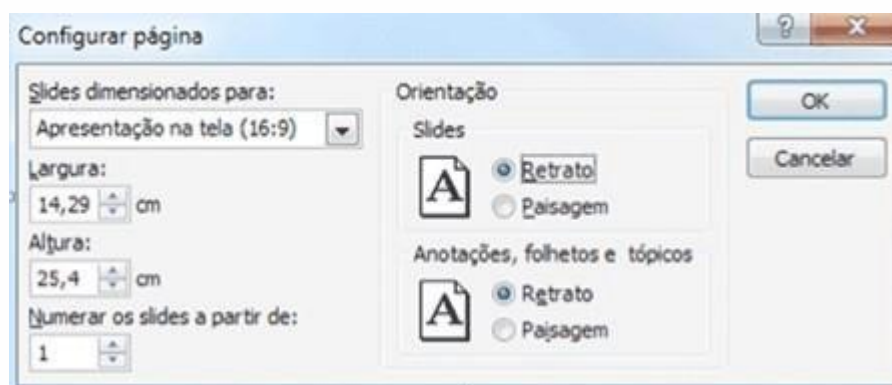 Configurar página
Slides dimensionados para:
Apresentação na tela (16:9)
Largura:
14,29 cm
Altura:
25,4 cm
Numerar os slides a partir de:
1
Orientação
Slides
A
Retrato
Paisagem
Anotações, folhetos e tópicos
A
Retrato
Paisagem
OK
Cancelar